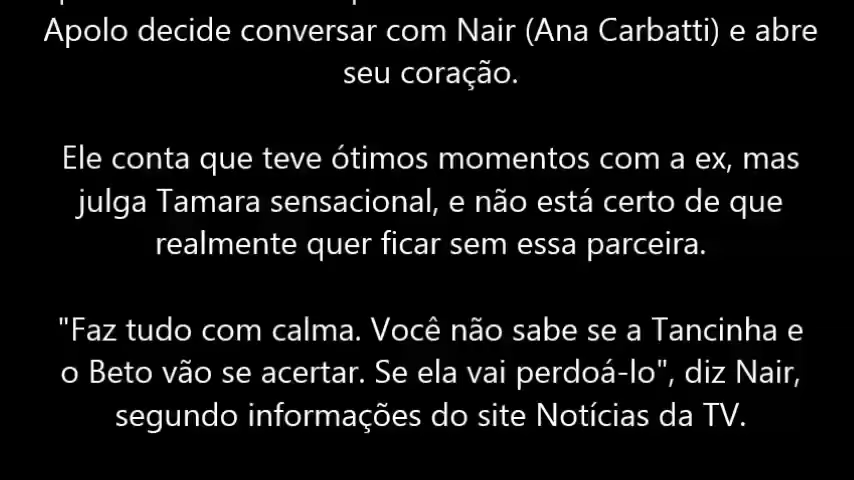 Apolo decide conversar com Nair (Ana Carbatti) e abre
seu coração.
Ele conta que teve ótimos momentos com a ex, mas
julga Tamara sensacional, e não está certo de que
realmente quer ficar sem essa parceira.
"Faz tudo com calma. Você não sabe se a Tancinha e
o Beto vão se acertar. Se ela vai perdoá-lo", diz Nair,
segundo informações do site Notícias da TV.